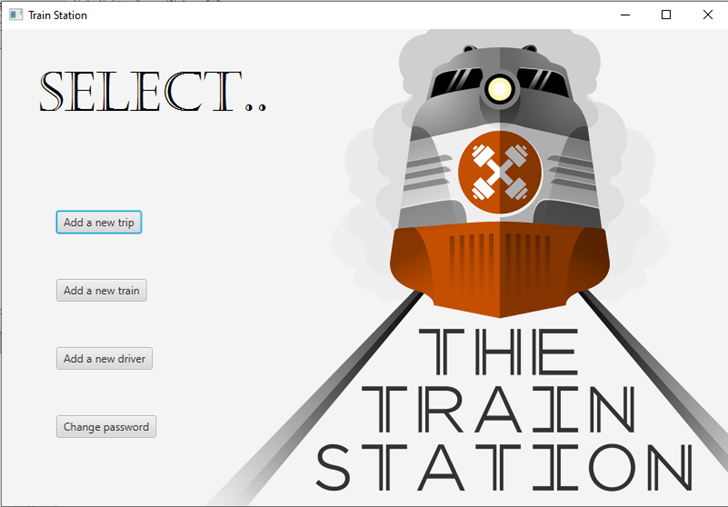 Train Station
SELECT..
Add a new trip
Add a new train
Add a new driver
Change password
THE
TRAIN
STATION